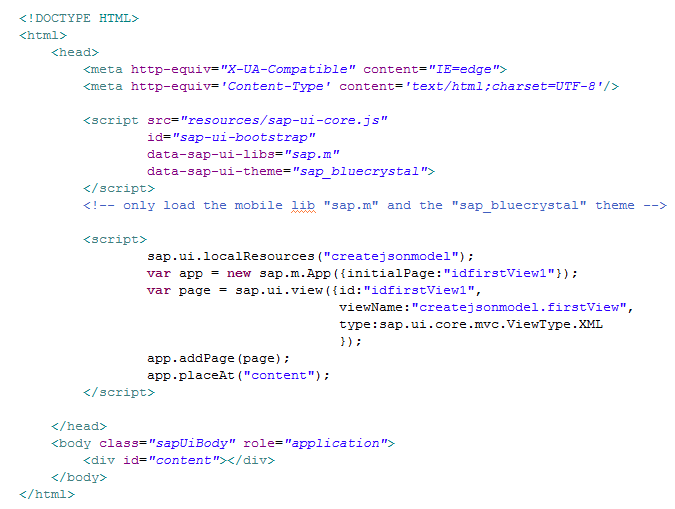 <!DOCTYPE HTML>
<html>
<head>
<meta http-equiv="X-UA-Compatible" content="IE=edge">
<meta http-equiv='Content-Type' content='text/html;charset=UTF-8'/>
<script src="resources/sap-ui-core.js"
id="sap-ui-bootstrap"
data-sap-ui-libs="sap.m"
data-sap-ui-theme="sap_bluecrystal">
</script>
<!-- only load the mobile lib "sap.m" and the "sap_bluecrystal" theme -->
<script>
sap.ui.localResources("createjsonmodel");
var app = new sap.m.App({initialPage:"idfirstView1"});
var page = sap.ui.view({id:"idfirstView1",
viewName:"createjsonmodel.firstView",
type:sap.ui.core.mvc.ViewType.XML
});
app.addPage(page);
app.placeAt("content");
</script>
</head>
<body class="sapUiBody" role="application">
<div id="content"></div>
</body>
</html>